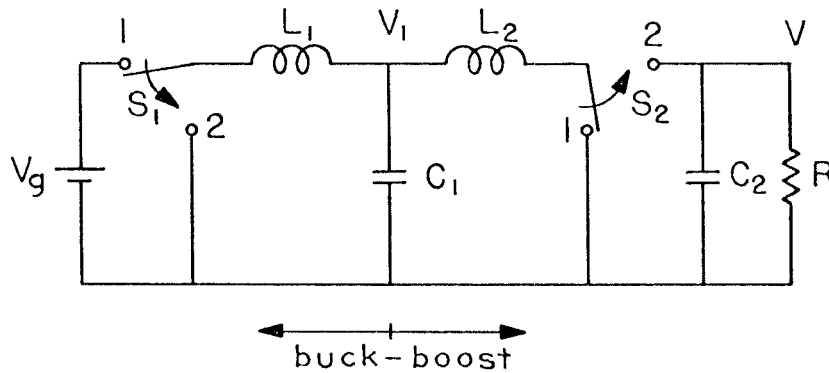 1 L₁ V₁ L₂ 2 V
S₁ S₂
2 1
Vg C₁ C₂ R
buck-boost